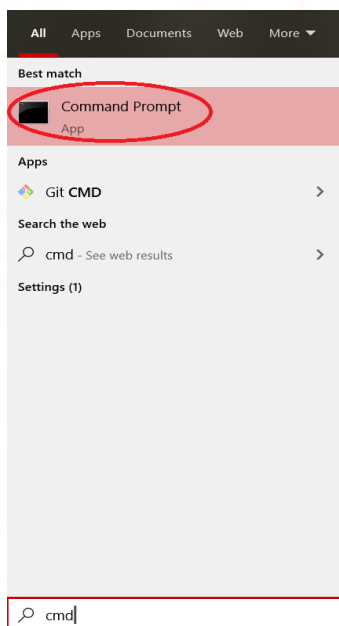 All Apps Documents Web More
Best match
Command Prompt
App
Apps
Git CMD
Search the web
cmd - See web results
Settings (1)
cmd